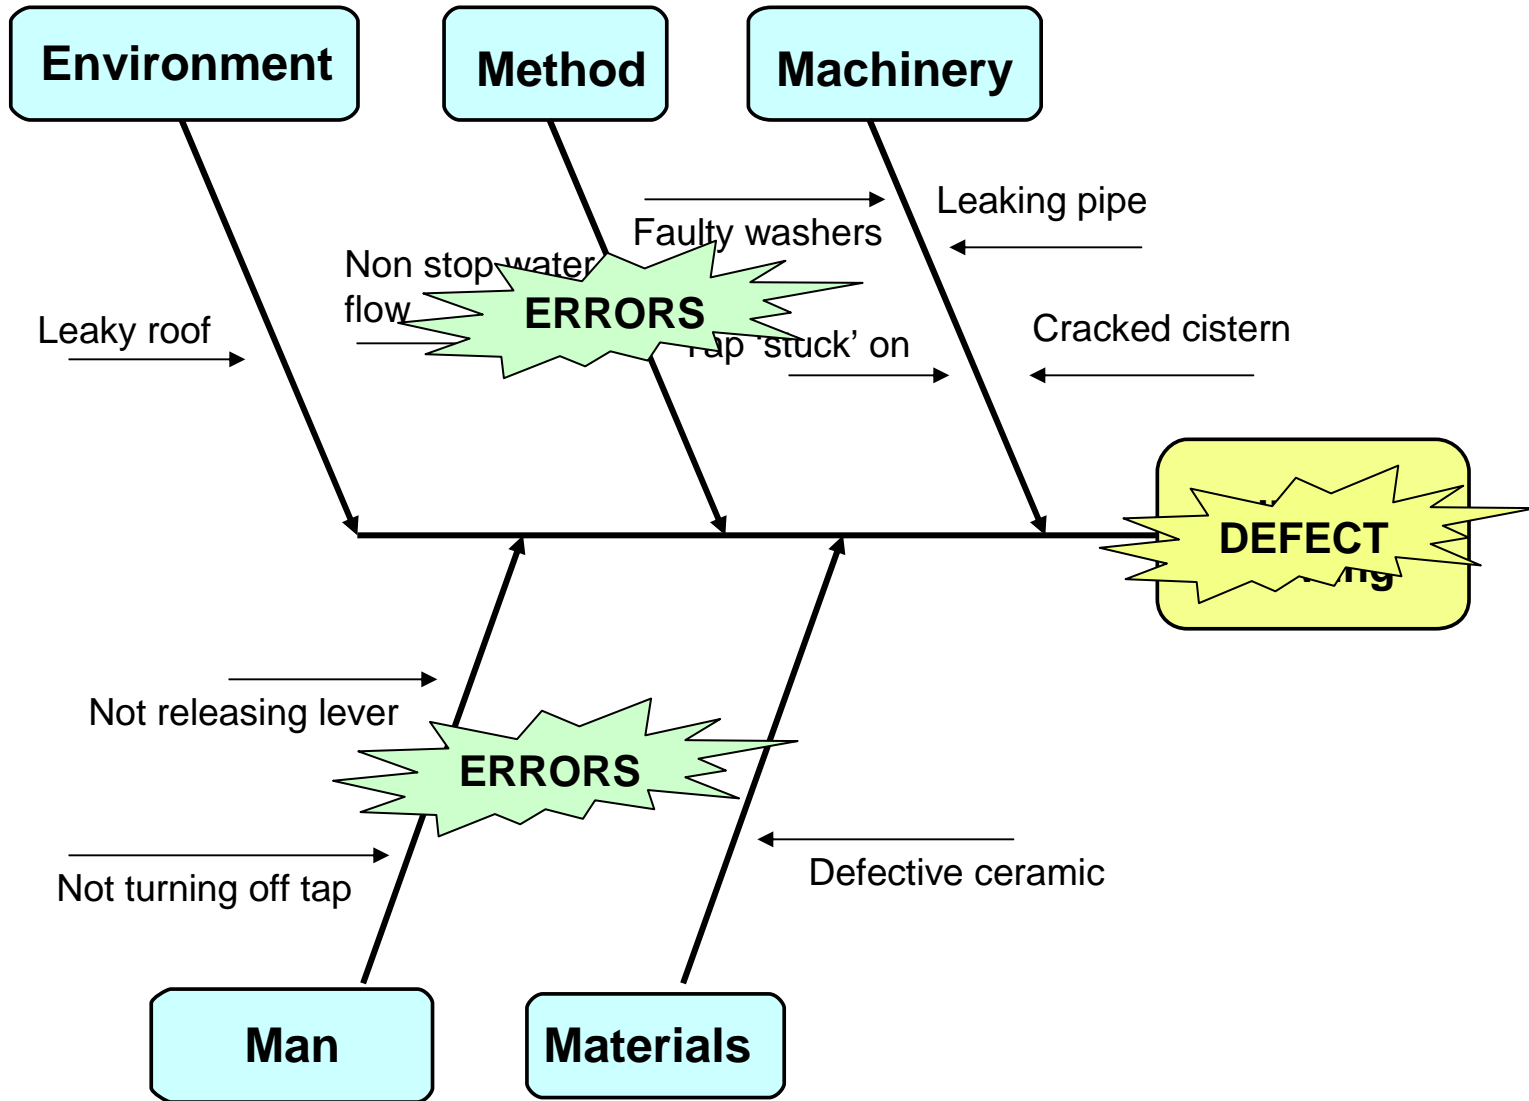 Environment
Method
Machinery
Leaking pipe
Faulty washers
Non stop water
flow
ERRORS
Leaky roof
Cracked cistern
Tap ‘stuck’ on
DEFECT
Not releasing lever
ERRORS
Not turning off tap
Defective ceramic
Man
Materials